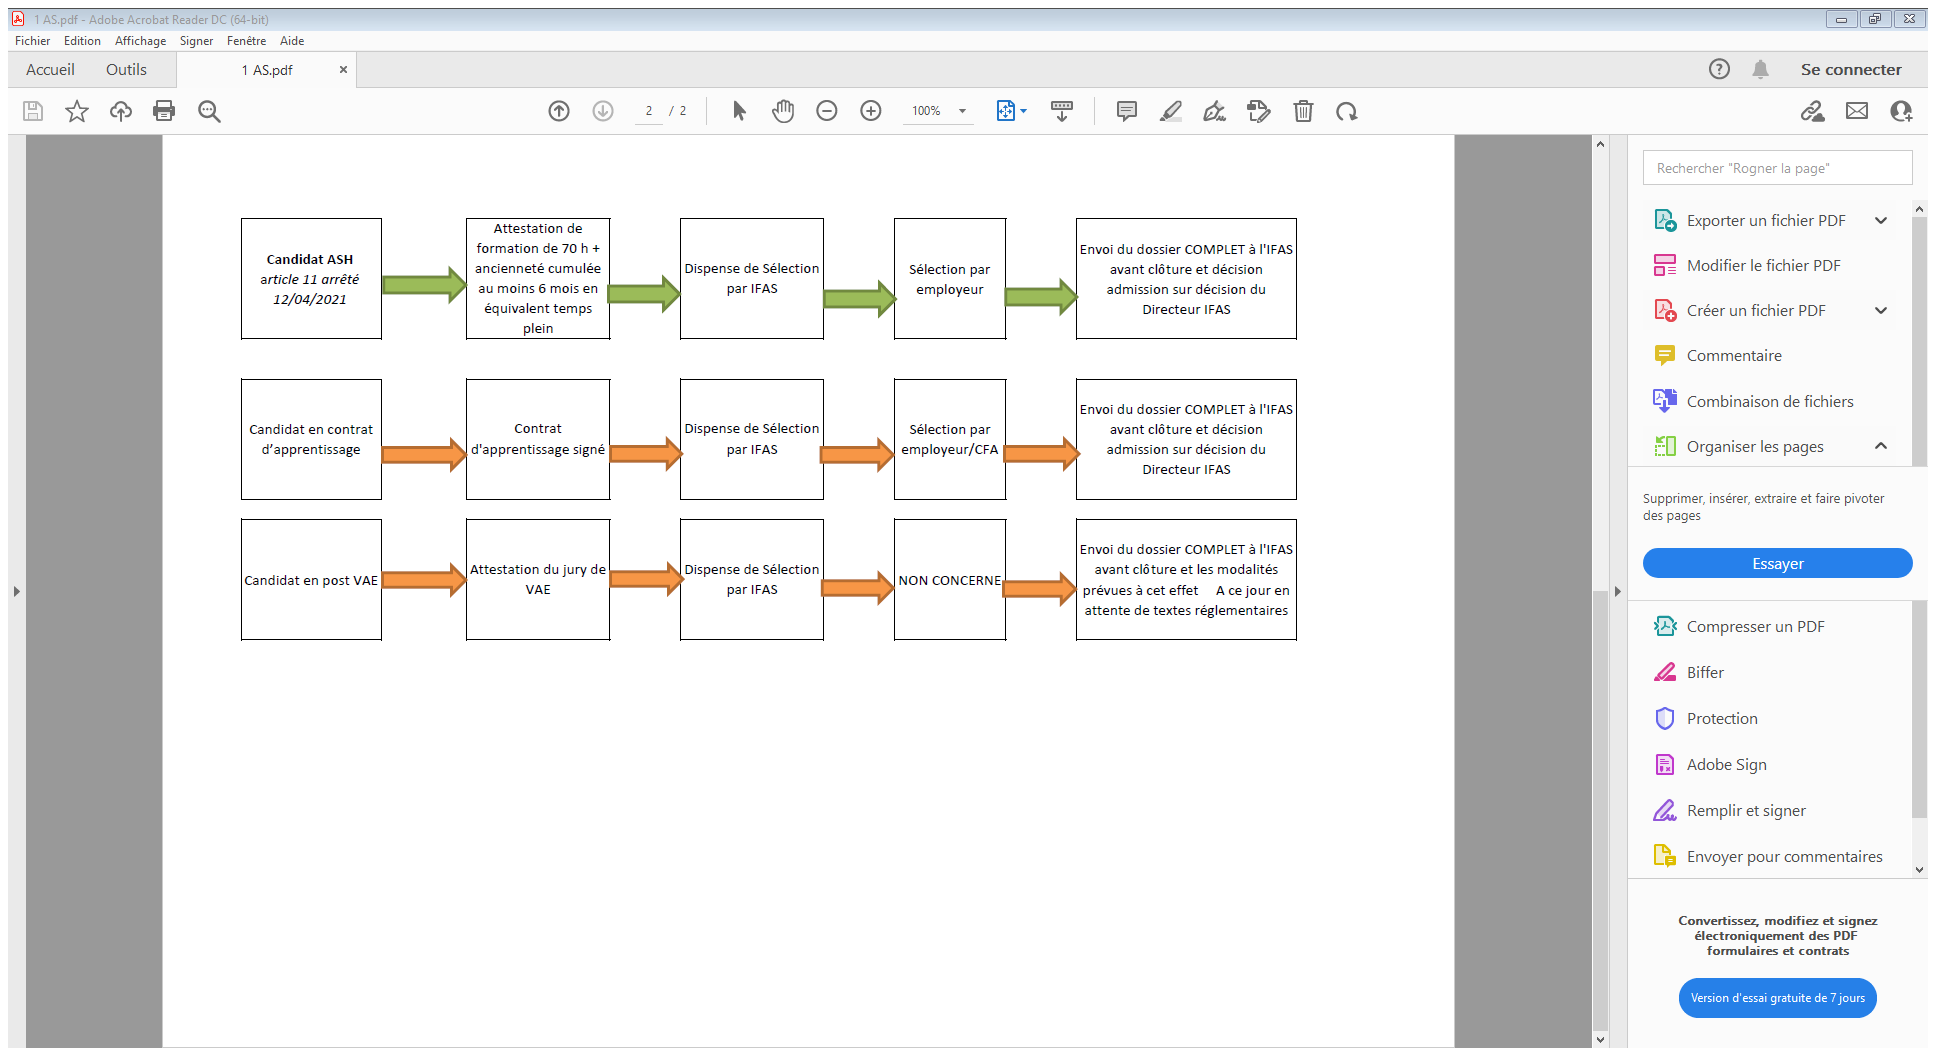 1 AS.pdf - Adobe Acrobat Reader DC (64-bit)
Fichier Edition Affichage Signer Fenêtre Aide
Accueil Outils 1 AS.pdf Se connecter
2 / 2 100%
Candidat ASH
article 11 arrêté
12/04/2021
Attestation de
formation de 70 h +
ancienneté cumulée
au moins 6 mois en
équivalent temps
plein
Dispense de Sélection
par IFAS
Sélection par
employeur
Envoi du dossier COMPLET à l'IFAS
avant clôture et décision
admission sur décision du
Directeur IFAS
Candidat en contrat
d’apprentissage
Contrat
d'apprentissage signé
Dispense de Sélection
par IFAS
Sélection par
employeur/CFA
Envoi du dossier COMPLET à l'IFAS
avant clôture et décision
admission sur décision du
Directeur IFAS
Candidat en post VAE
Attestation du jury de
VAE
Dispense de Sélection
par IFAS
NON CONCERNE
Envoi du dossier COMPLET à l'IFAS
avant clôture et les modalités
prévues à cet effet A ce jour en
attente de textes réglementaires
Rechercher "Rogner la page"
Exporter un fichier PDF
Modifier le fichier PDF
Créer un fichier PDF
Commentaire
Combinaison de fichiers
Organiser les pages
Supprimer, insérer, extraire et faire pivoter
des pages
Essayer
Compresser un PDF
Biffer
Protection
Adobe Sign
Remplir et signer
Envoyer pour commentaires
Convertissez, modifiez et signez
électroniquement des PDF
formulaires et contrats
Version d'essai gratuite de 7 jours